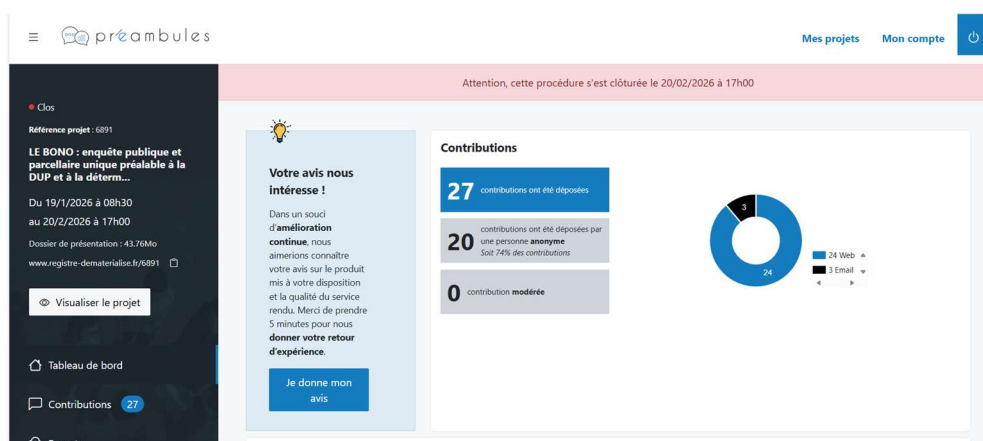 préambules
Mes projets
Mon compte
Attention, cette procédure s'est clôturée le 20/02/2026 à 17h00
Clos
Référence projet : 6891
LE BONO : enquête publique et
parcellaire unique préalable à la
DUP et à la déterm...
Du 19/1/2026 à 08h30
au 20/2/2026 à 17h00
Dossier de présentation : 43.76Mo
www.registre-dematerialise.fr/6891
Visualiser le projet
Tableau de bord
Contributions 27
Votre avis nous
intéresse !
Dans un souci
d'amélioration
continue, nous
aimerions connaître
votre avis sur le produit
mis à votre disposition
et la qualité du service
rendu. Merci de prendre
5 minutes pour nous
donner votre retour
d'expérience.
Je donne mon
avis
Contributions
27 contributions ont été déposées
20 contributions ont été déposées par
une personne anonyme
Soit 74% des contributions
0 contribution modérée
3
24
24 Web
3 Email